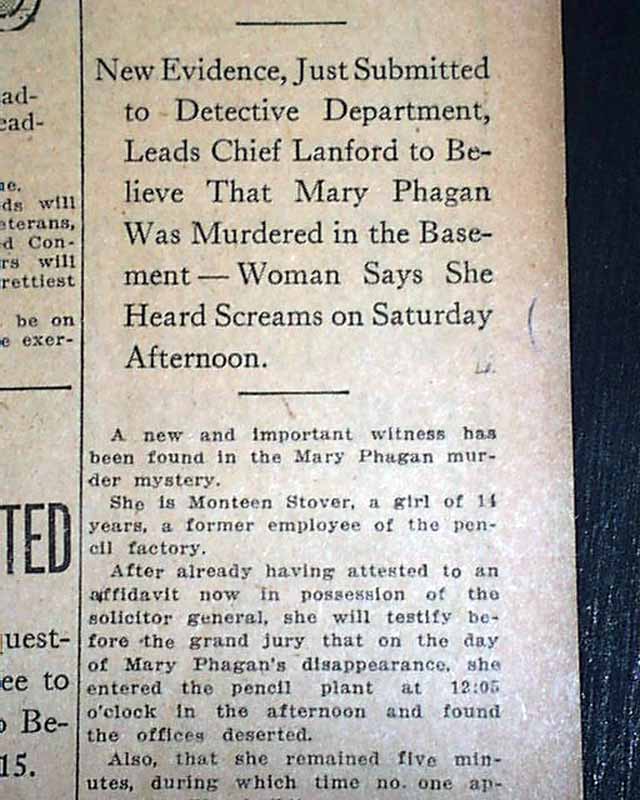 ad-
ead-
ne.
ds will
eterans,
d Con-
rs will
rettiest
be on
e exer-
TED
uest-
ee to
o Be-
15.
New Evidence, Just Submitted
to Detective Department,
Leads Chief Lanford to Be-
lieve That Mary Phagan
Was Murdered in the Base-
ment — Woman Says She
Heard Screams on Saturday
Afternoon.
A new and important witness has
been found in the Mary Phagan mur-
der mystery.
She is Monteen Stover, a girl of 14
years, a former employee of the pen-
cil factory.
After already having attested to an
affidavit now in possession of the
solicitor general, she will testify be-
fore the grand jury that on the day
of Mary Phagan's disappearance, she
entered the pencil plant at 12:05
o'clock in the afternoon and found
the offices deserted.
Also, that she remained five min-
utes, during which time no one ap-